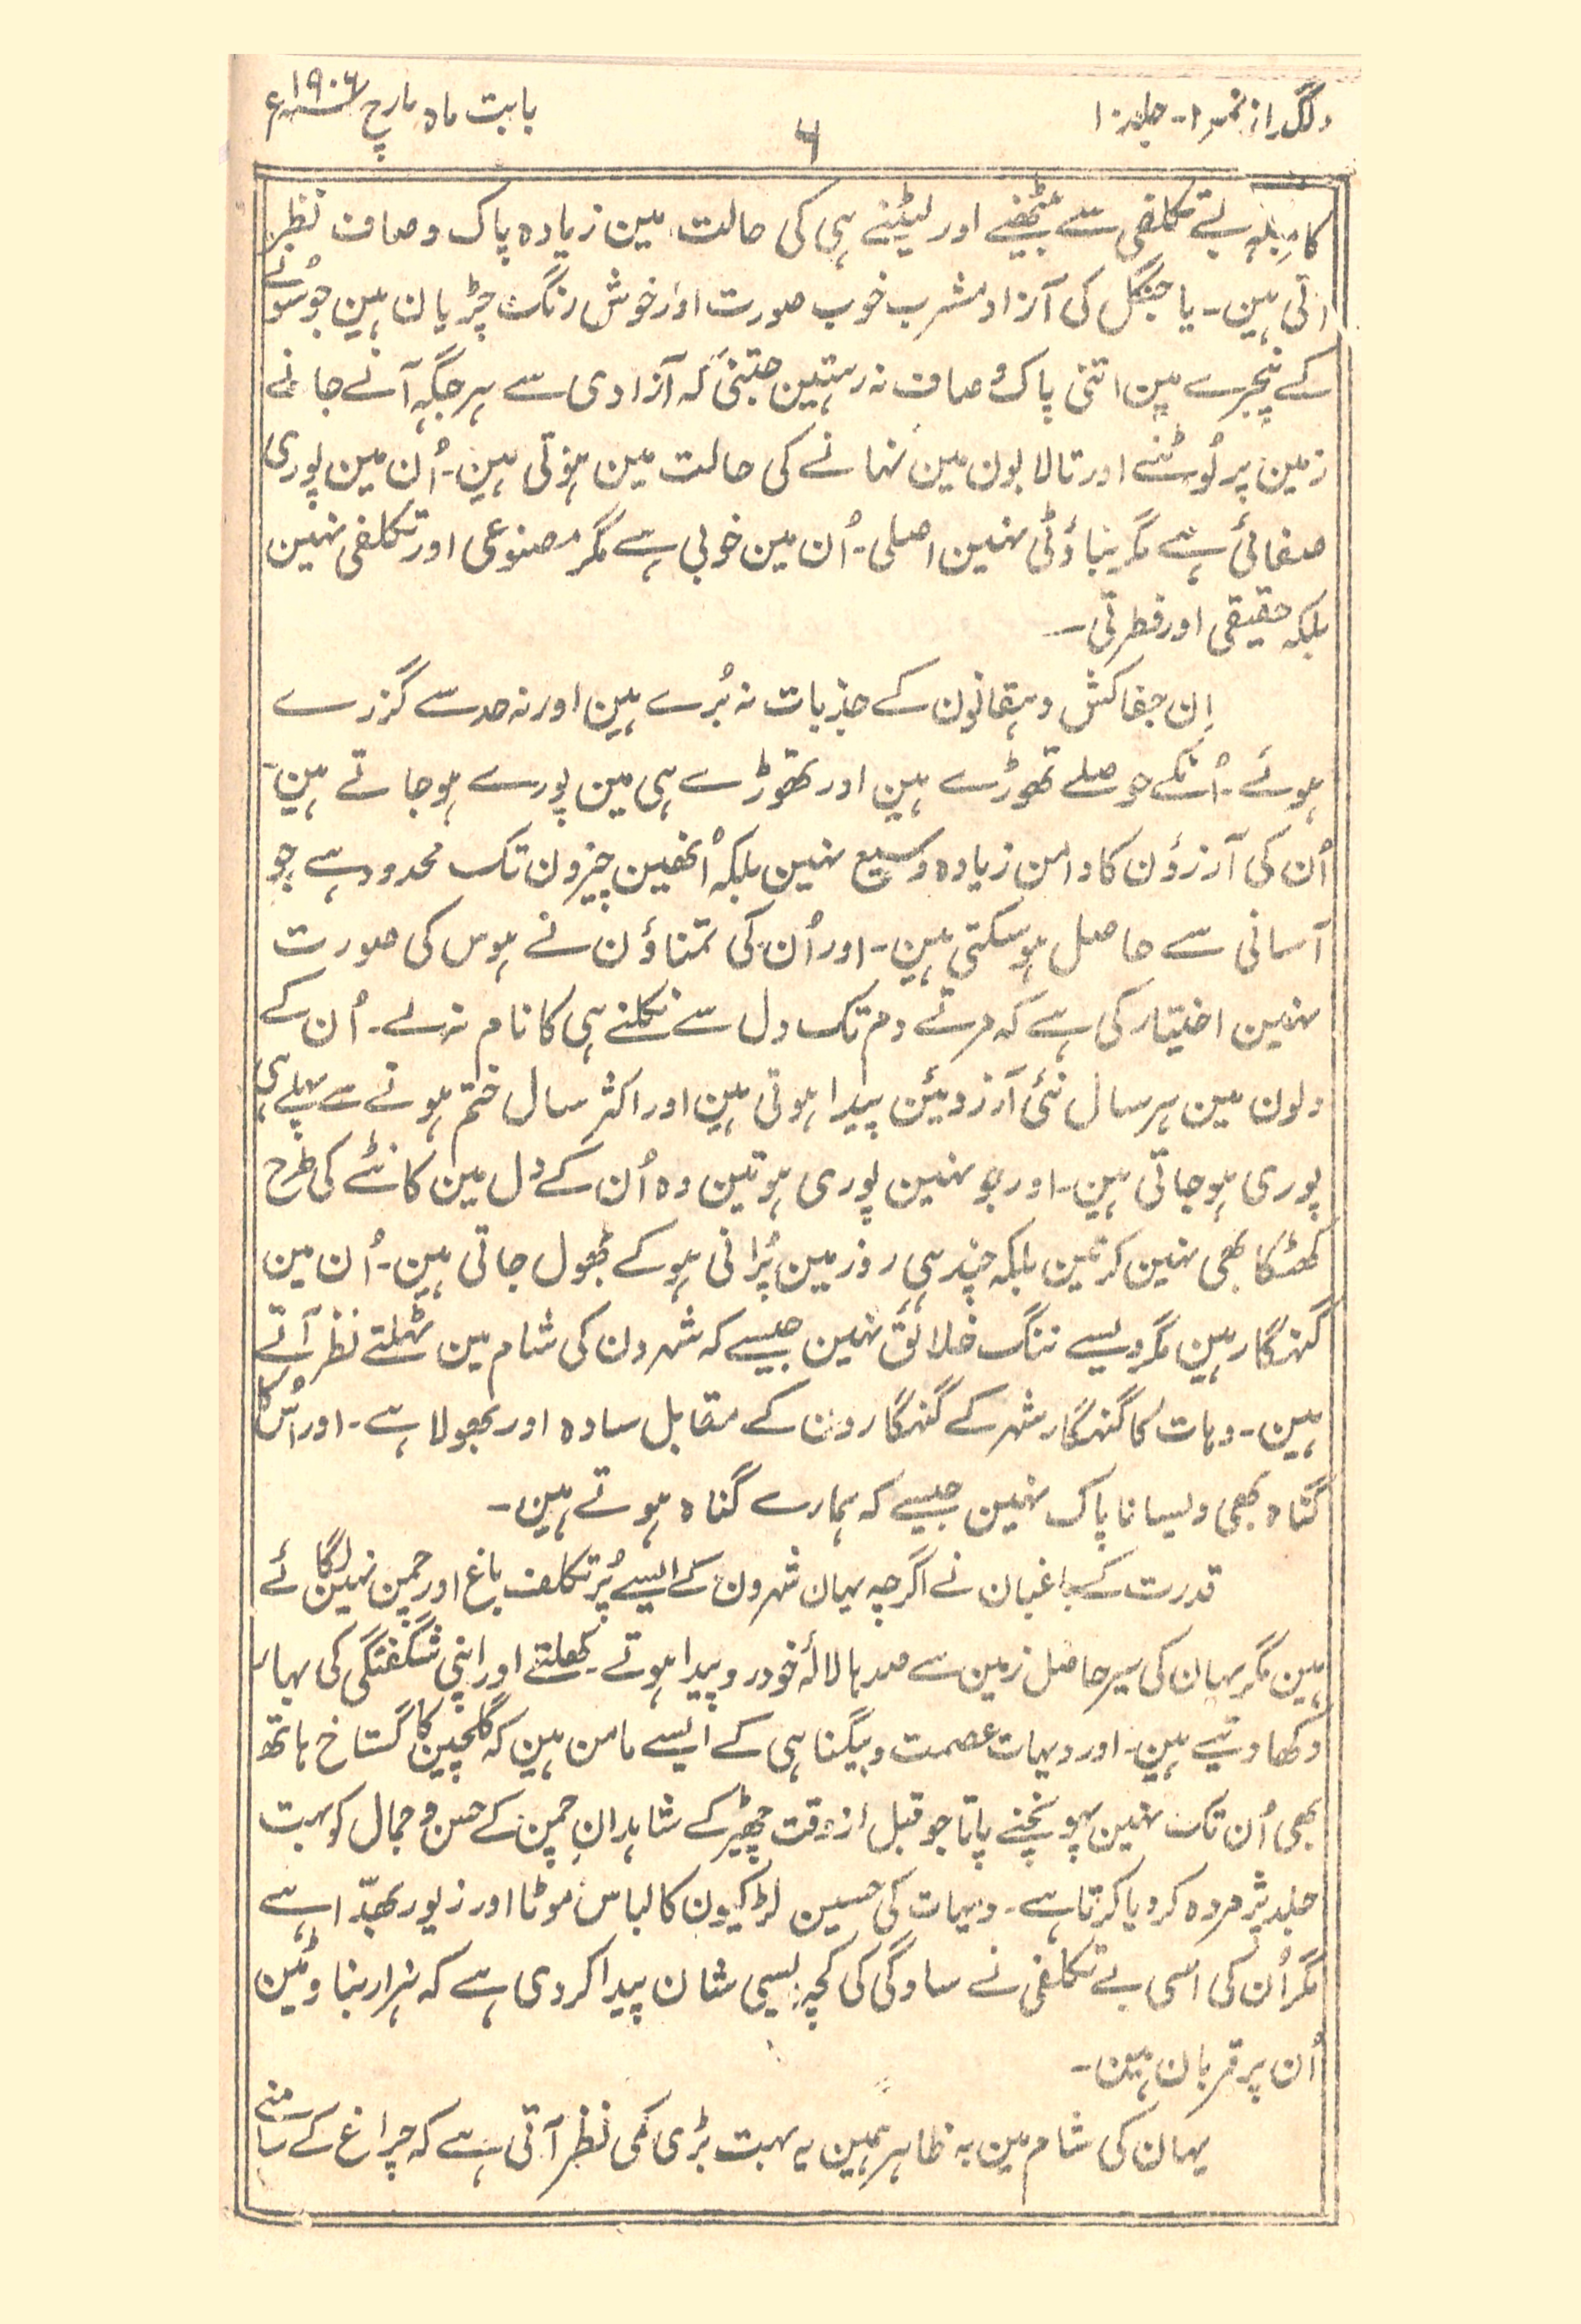 دلگداز نمبر ۱- جلد ۱۰
۶
بابت ماہ مارچ ۱۹۰۶ء
کامِلہ بے تکلفی سے بیٹھنے اور لیٹنے ہی کی حالت مین زیادہ پاک و صاف نظر
آتی ہین- یا جنگل کی آزاد مشرب خوب صورت اور خوش رنگ چڑیان ہین جو سونے
کے پنجرے مین اتنی پاک و صاف نہ رہتین جتنی کہ آزادی سے ہر جگہ آنے جانے
زمین پر لُوٹنے اور تالابون مین نہانے کی حالت مین ہوتی ہین- اُن مین پوری
صفائی ہے مگر بناوٹی نہین اصلی- اُن مین خوبی ہے مگر مصنوعی اور تکلفی نہین
بلکہ حقیقی اور فطرتی-
اِن جفاکش دہقانون کے جذبات نہ بُرے ہین اور نہ حد سے گزرے
ہوئے- اُنکے حوصلے تھوڑے ہین اور تھوڑے ہی مین پورے ہو جاتے ہین-
اُن کی آرزؤن کا دامن زیادہ وسیع نہین بلکہ اُنھین چیزون تک محدود ہے جو
آسانی سے حاصل ہو سکتی ہین- اور اُن کی تمناؤن نے ہوس کی صورت
نہین اختیار کی ہے کہ مرتے دم تک دل سے نکلنے ہی کا نام نہ لے- اُن کے
دلون مین ہر سال نئی آرزوئین پیدا ہوتی ہین اور اکثر سال ختم ہونے سے پہلے ہی
پوری ہو جاتی ہین- اور جو نہین پوری ہوتین وہ اُن کے دل مین کانٹے کی طرح
کھٹکا بھی نہین کرتین بلکہ چند ہی روز مین پُرانی ہو کے بھول جاتی ہین- اُن مین
گنہگار ہین مگر ویسے ننگ خلائق نہین جیسے کہ شہرون کی شام مین ٹہلتے نظر آتے
ہین- دیہات کا گنہگار شہر کے گنہگارون کے مقابل سادہ اور بھولا ہے- اور اُس کا
گناہ بھی ویسا ناپاک نہین جیسے کہ ہمارے گناہ ہوتے ہین-
قدرت کے باغبان نے اگرچہ یہان شہرون کے ایسے پُر تکلف باغ اور چمن نہین لگائے
ہین مگر یہان کی سیر حاصل زمین سے صدہا لالۂ خودرو پیدا ہوتے کھلتے اور اپنی شگفتگی کی بہار
دکھا دیتے ہین- اور دیہات عصمت و بیگناہی کے ایسے مامن ہین کہ گلچین کا گستاخ ہاتھ
بھی اُن تک نہین پہونچنے پاتا جو قبل از وقت چھیڑ کے شاہدانِ چمن کے حسن و جمال کو بہت
جلد پژمردہ کر دیا کرتا ہے- دیہات کی حسین لڑکیون کا لباس موٹا اور زیور بھدّا ہے
مگر اُن کی اسی بے تکلفی نے سادگی کی کچھ ایسی شان پیدا کر دی ہے کہ ہزار بناوٹین
اُن پر قربان ہین-
یہان کی شام مین بہ ظاہر ہمین یہ بہت بڑی کمی نظر آتی ہے کہ چراغ کے سامنے